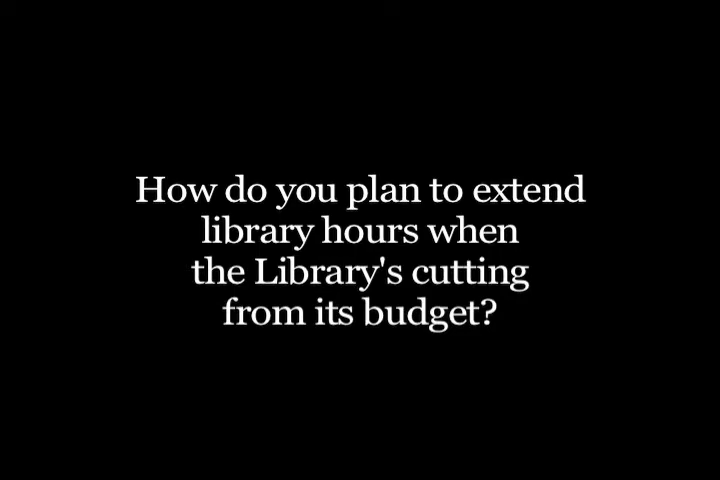 How do you plan to extend
library hours when
the Library's cutting
from its budget?